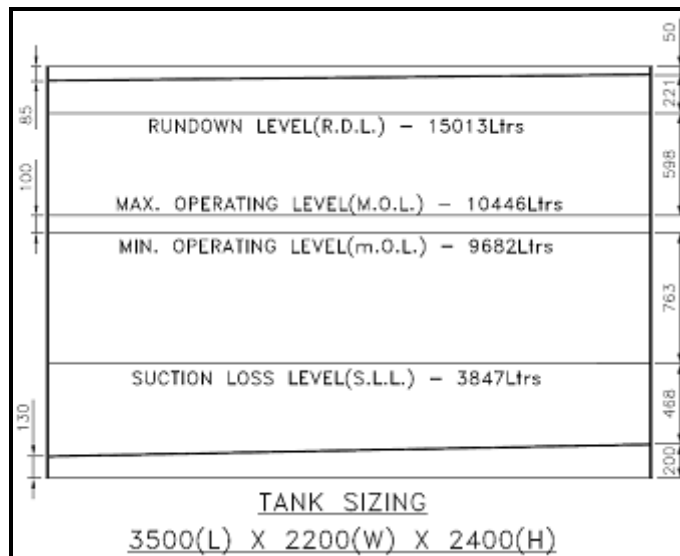 50
85
221
RUNDOWN LEVEL(R.D.L.) - 15013Ltrs
100
598
MAX. OPERATING LEVEL(M.O.L.) - 10446Ltrs
MIN. OPERATING LEVEL(m.O.L.) - 9682Ltrs
763
SUCTION LOSS LEVEL(S.L.L.) - 3847Ltrs
130
468
200
TANK SIZING
3500(L) X 2200(W) X 2400(H)